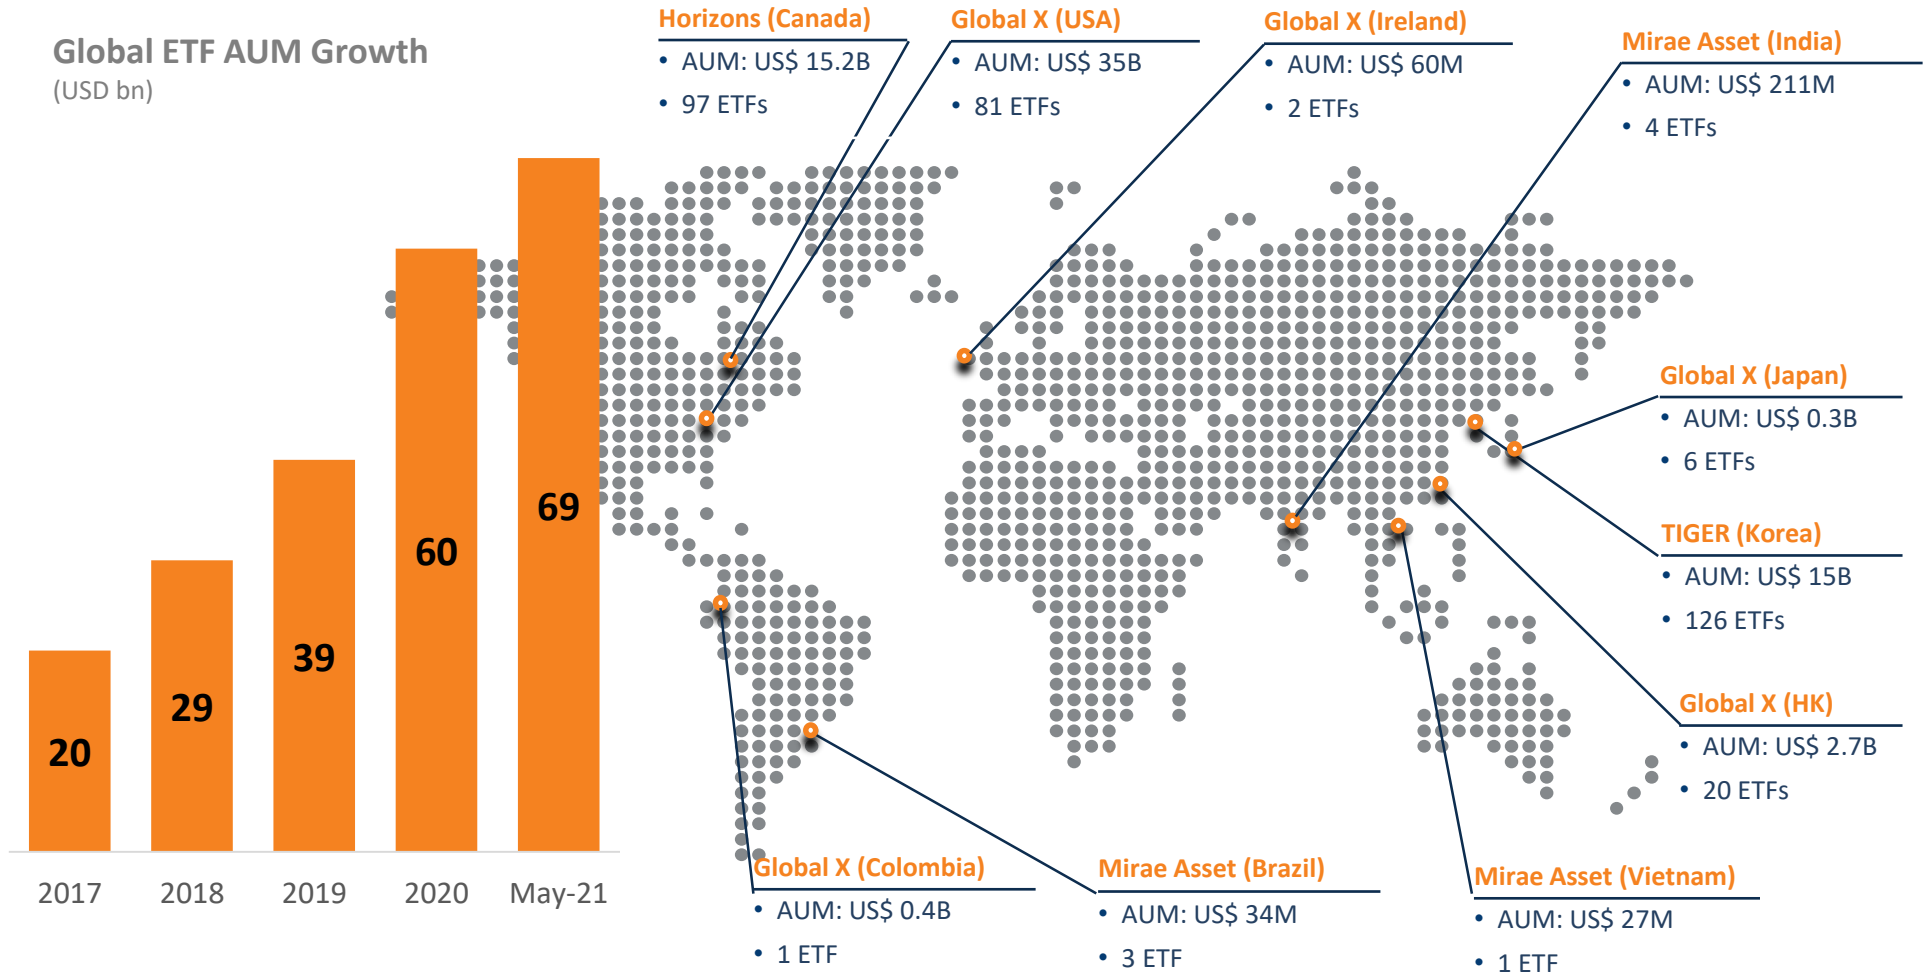 Global ETF AUM Growth
(USD bn)
20
29
39
60
69
2017
2018
2019
2020
May-21
Horizons (Canada)
• AUM: US$ 15.2B
• 97 ETFs
Global X (USA)
• AUM: US$ 35B
• 81 ETFs
Global X (Ireland)
• AUM: US$ 60M
• 2 ETFs
Mirae Asset (India)
• AUM: US$ 211M
• 4 ETFs
Global X (Japan)
• AUM: US$ 0.3B
• 6 ETFs
TIGER (Korea)
• AUM: US$ 15B
• 126 ETFs
Global X (HK)
• AUM: US$ 2.7B
• 20 ETFs
Global X (Colombia)
• AUM: US$ 0.4B
• 1 ETF
Mirae Asset (Brazil)
• AUM: US$ 34M
• 3 ETF
Mirae Asset (Vietnam)
• AUM: US$ 27M
• 1 ETF